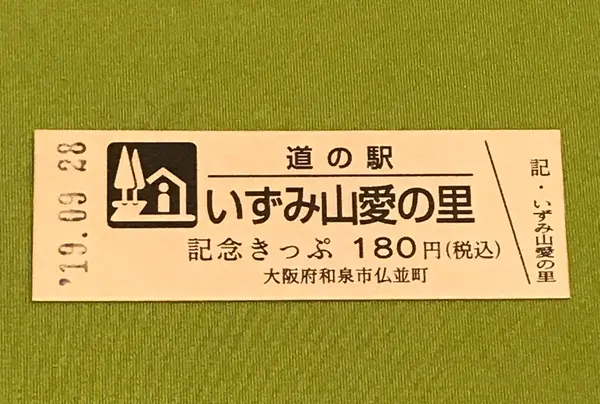 '19.09 28
道の駅
いずみ山愛の里
記念きっぷ 180円(税込)
大阪府和泉市仏並町
記・いずみ山愛の里